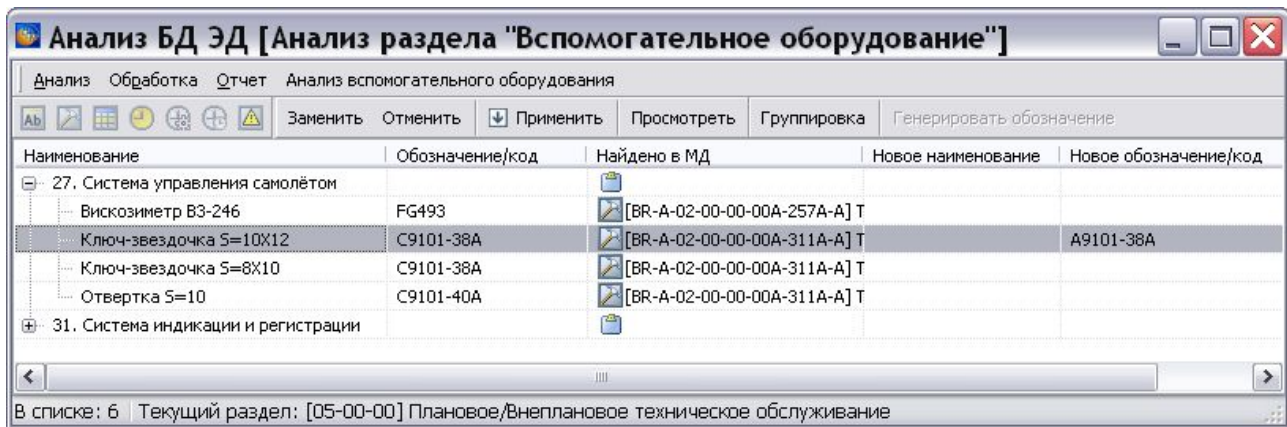 Анализ БД ЭД [Анализ раздела "Вспомогательное оборудование"]
Анализ Обработка Отчет Анализ вспомогательного оборудования
Ab Заменить Отменить Применить Просмотреть Группировка Генерировать обозначение
Наименование Обозначение/код Найдено в МД Новое наименование Новое обозначение/код
27. Система управления самолётом
Вискозиметр ВЗ-246 FG493 [BR-A-02-00-00-00A-257A-A] Т
Ключ-звездочка S=10X12 C9101-38A [BR-A-02-00-00-00A-311A-A] Т A9101-38A
Ключ-звездочка S=8X10 C9101-38A [BR-A-02-00-00-00A-311A-A] Т
Отвертка S=10 C9101-40A [BR-A-02-00-00-00A-311A-A] Т
31. Система индикации и регистрации
В списке: 6 Текущий раздел: [05-00-00] Плановое/Внеплановое техническое обслуживание